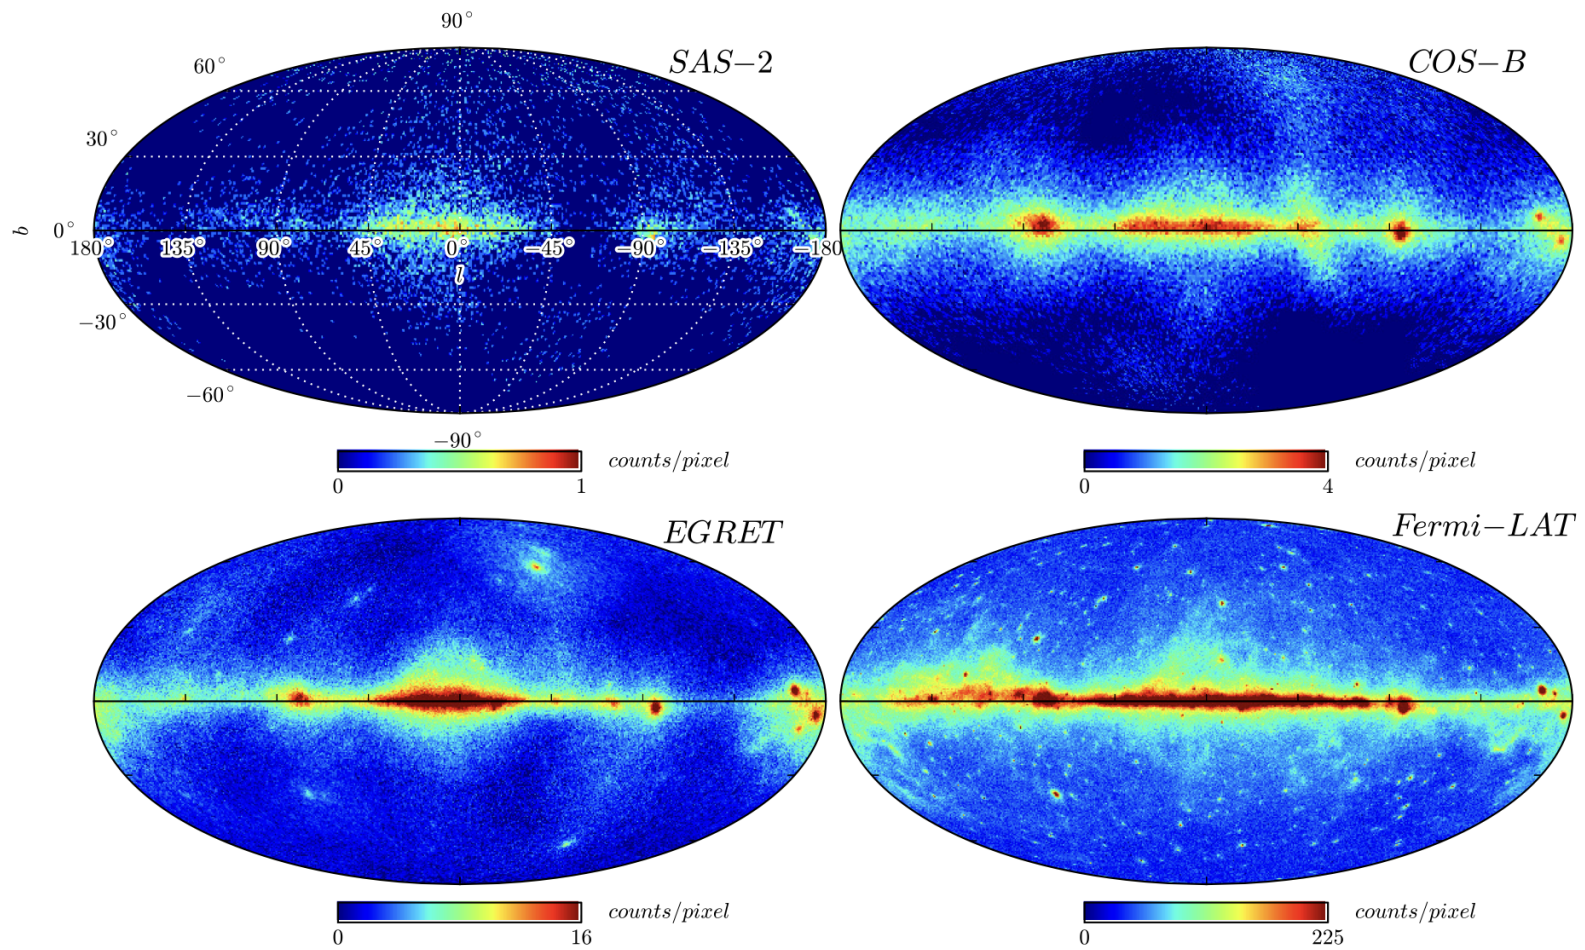 90°
SAS−2
COS−B
60°
30°
b
0°
180° 135° 90° 45° 0° −45° −90° −135° −180
l
−30°
−60°
−90°
counts/pixel
0 1
counts/pixel
0 4
EGRET
Fermi−LAT
counts/pixel
0 16
counts/pixel
0 225